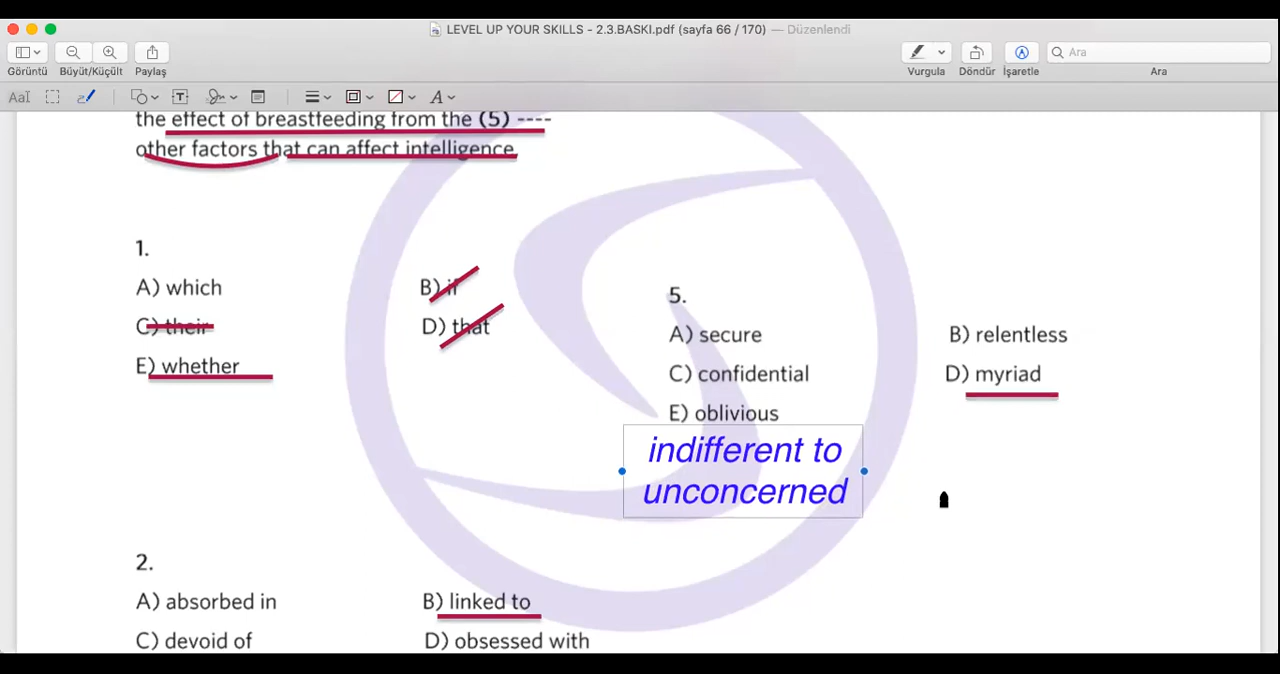 LEVEL UP YOUR SKILLS - 2.3.BASKI.pdf (sayfa 66 / 170) — Düzenlendi
Görüntü Büyüt/Küçült Paylaş Vurgula Döndür İşaretle Ara
Ara
AaI T A
the effect of breastfeeding from the (5) ----
other factors that can affect intelligence.
1.
A) which B) if
C) their D) that
E) whether
5.
A) secure B) relentless
C) confidential D) myriad
E) oblivious
indifferent to
unconcerned
2.
A) absorbed in B) linked to
C) devoid of D) obsessed with